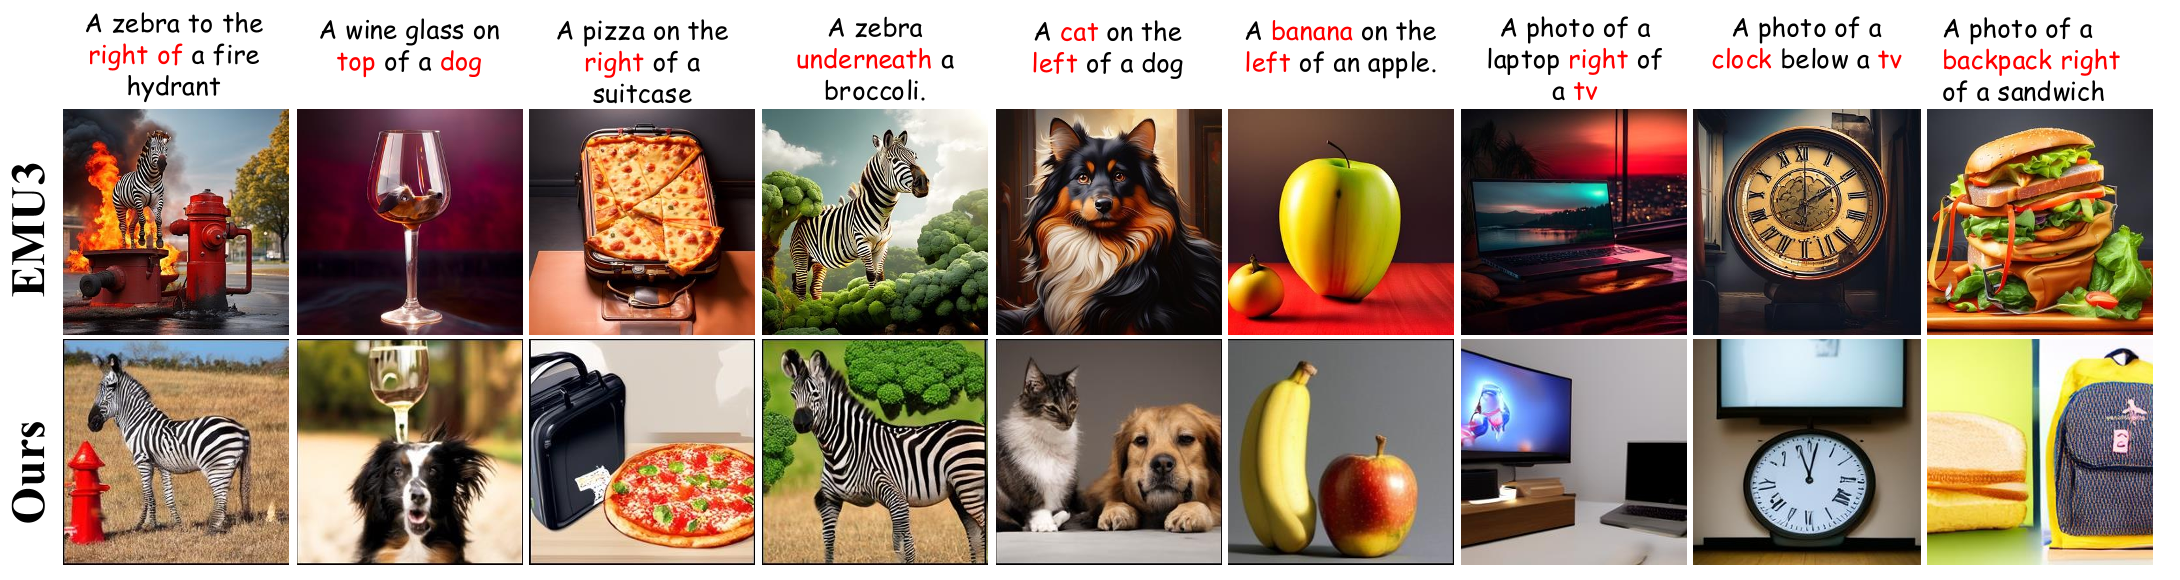 A zebra to the
right of a fire
hydrant
A wine glass on
top of a dog
A pizza on the
right of a
suitcase
A zebra
underneath a
broccoli.
A cat on the
left of a dog
A banana on the
left of an apple.
A photo of a
laptop right of
a tv
A photo of a
clock below a tv
A photo of a
backpack right
of a sandwich
EMU3
Ours